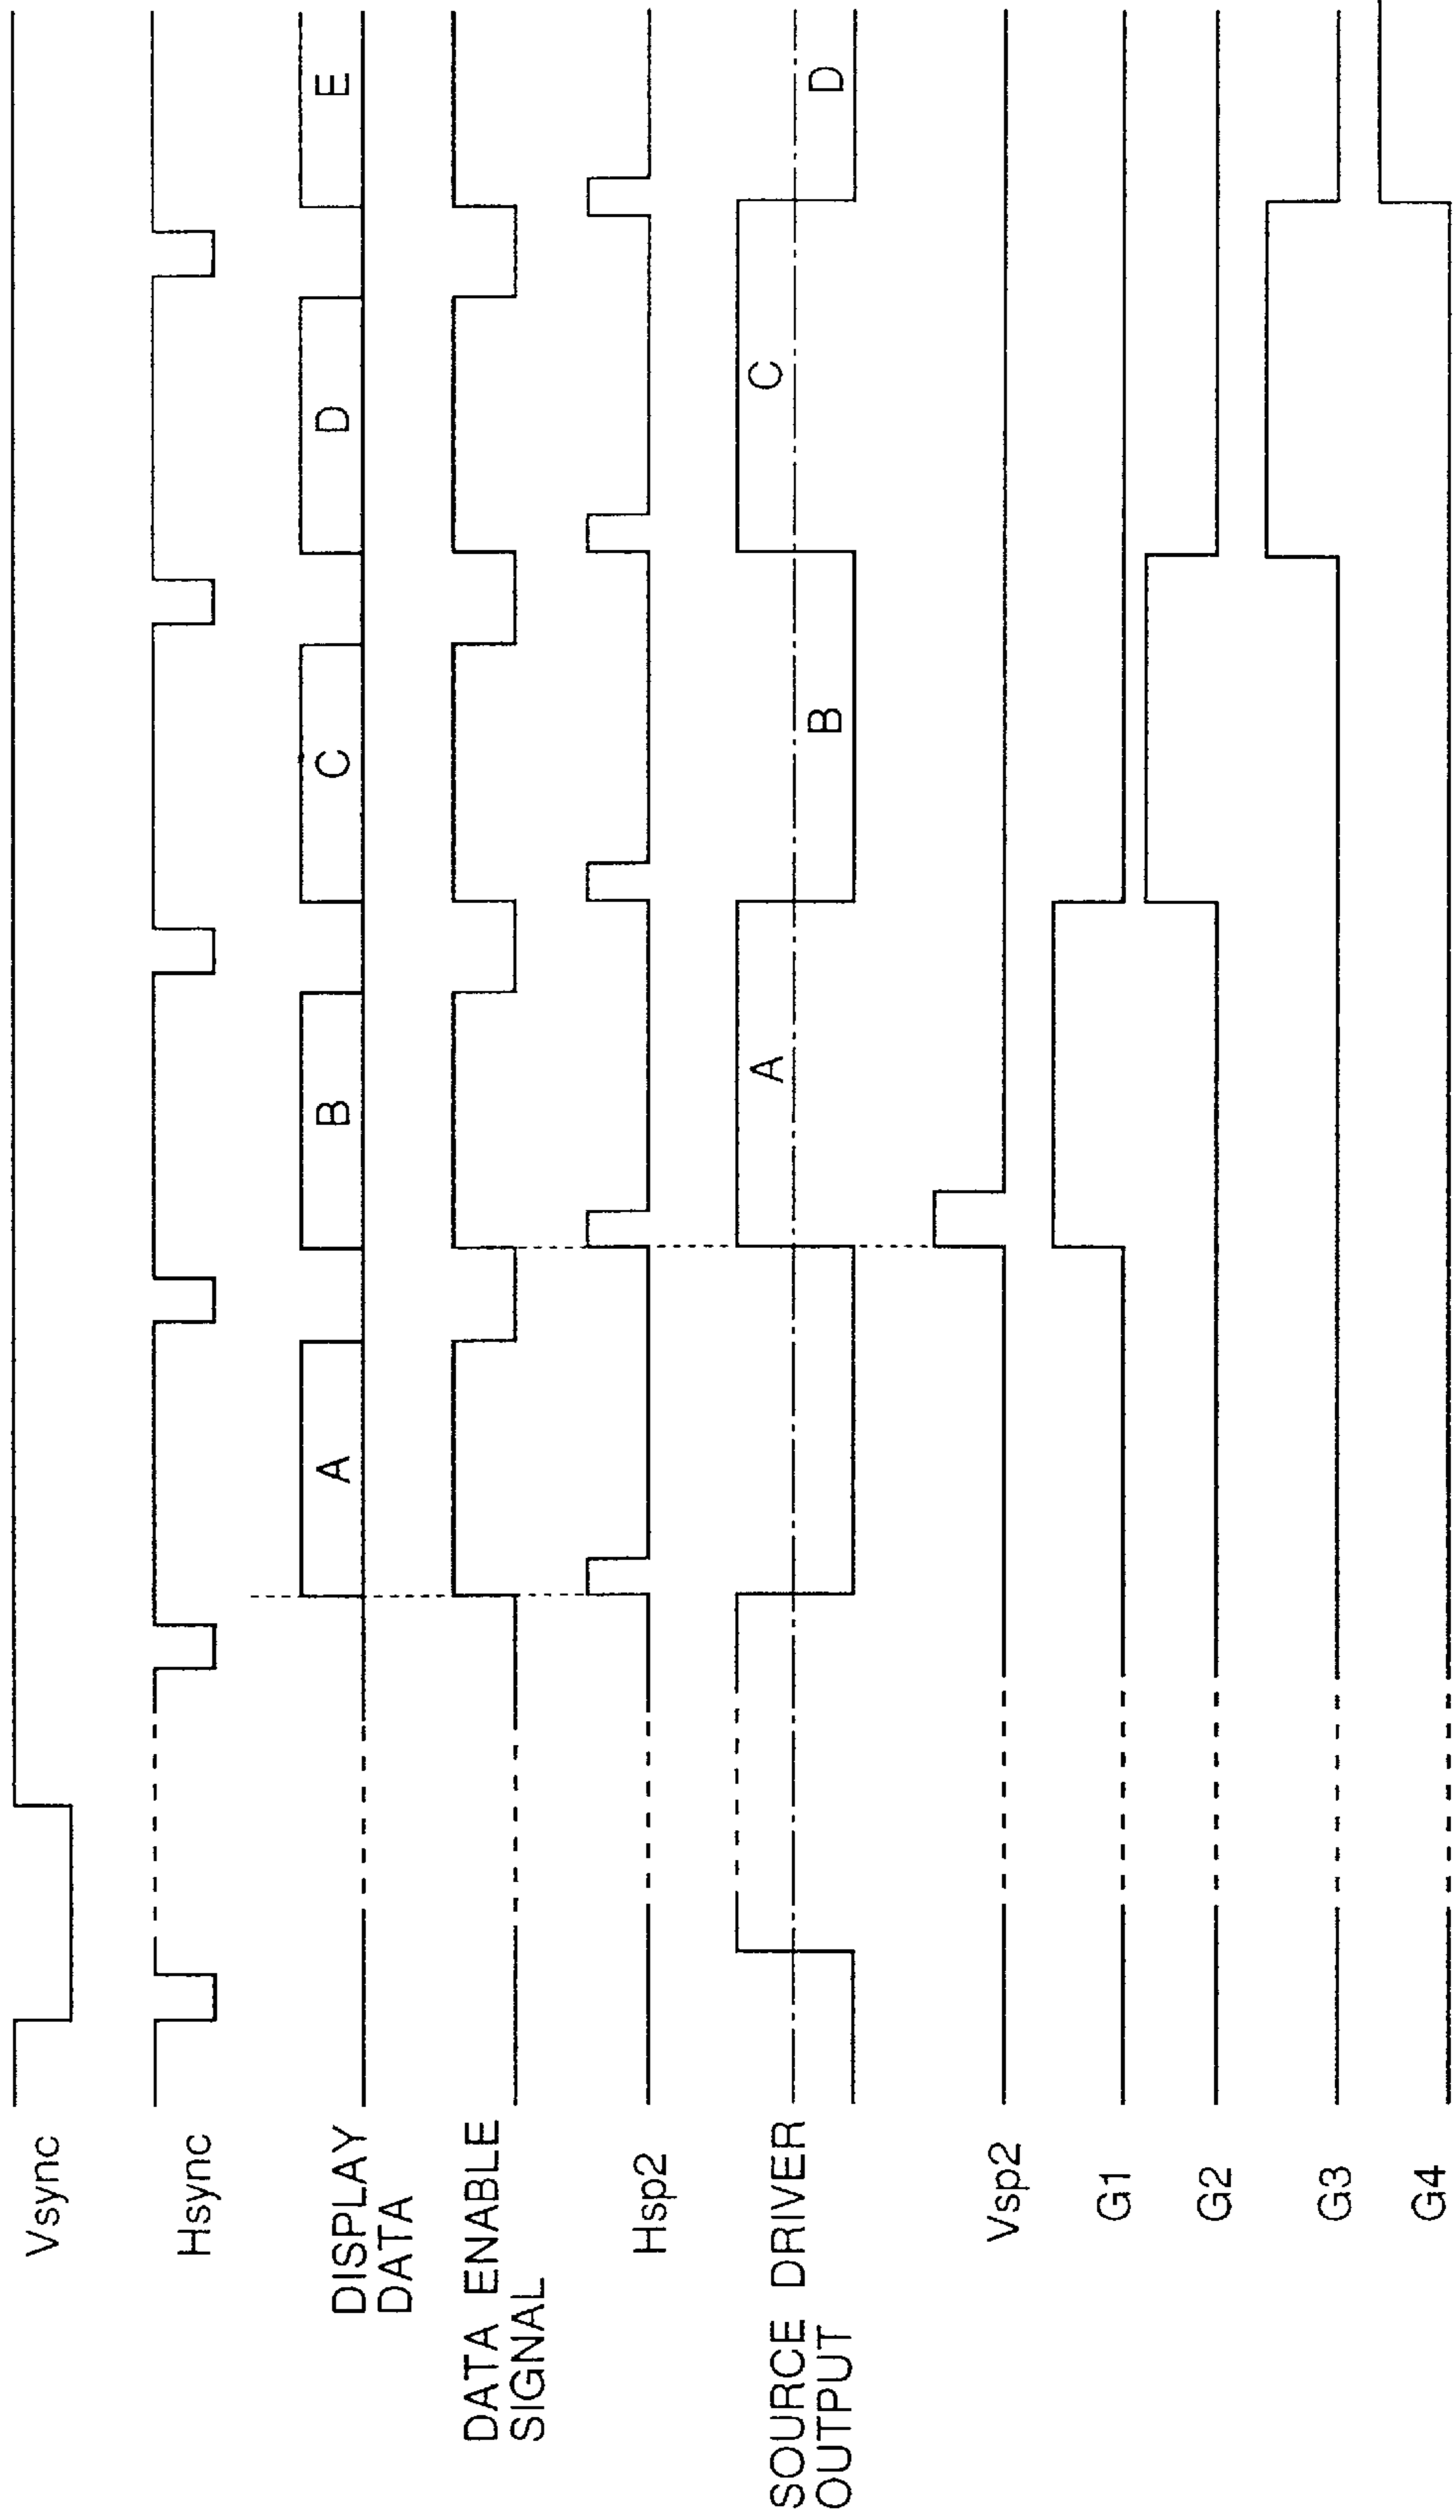 Vsync
Hsync
DISPLAY
DATA
A B C D E
DATA ENABLE
SIGNAL
Hsp2
SOURCE DRIVER
OUTPUT
A B C D
Vsp2
G1
G2
G3
G4